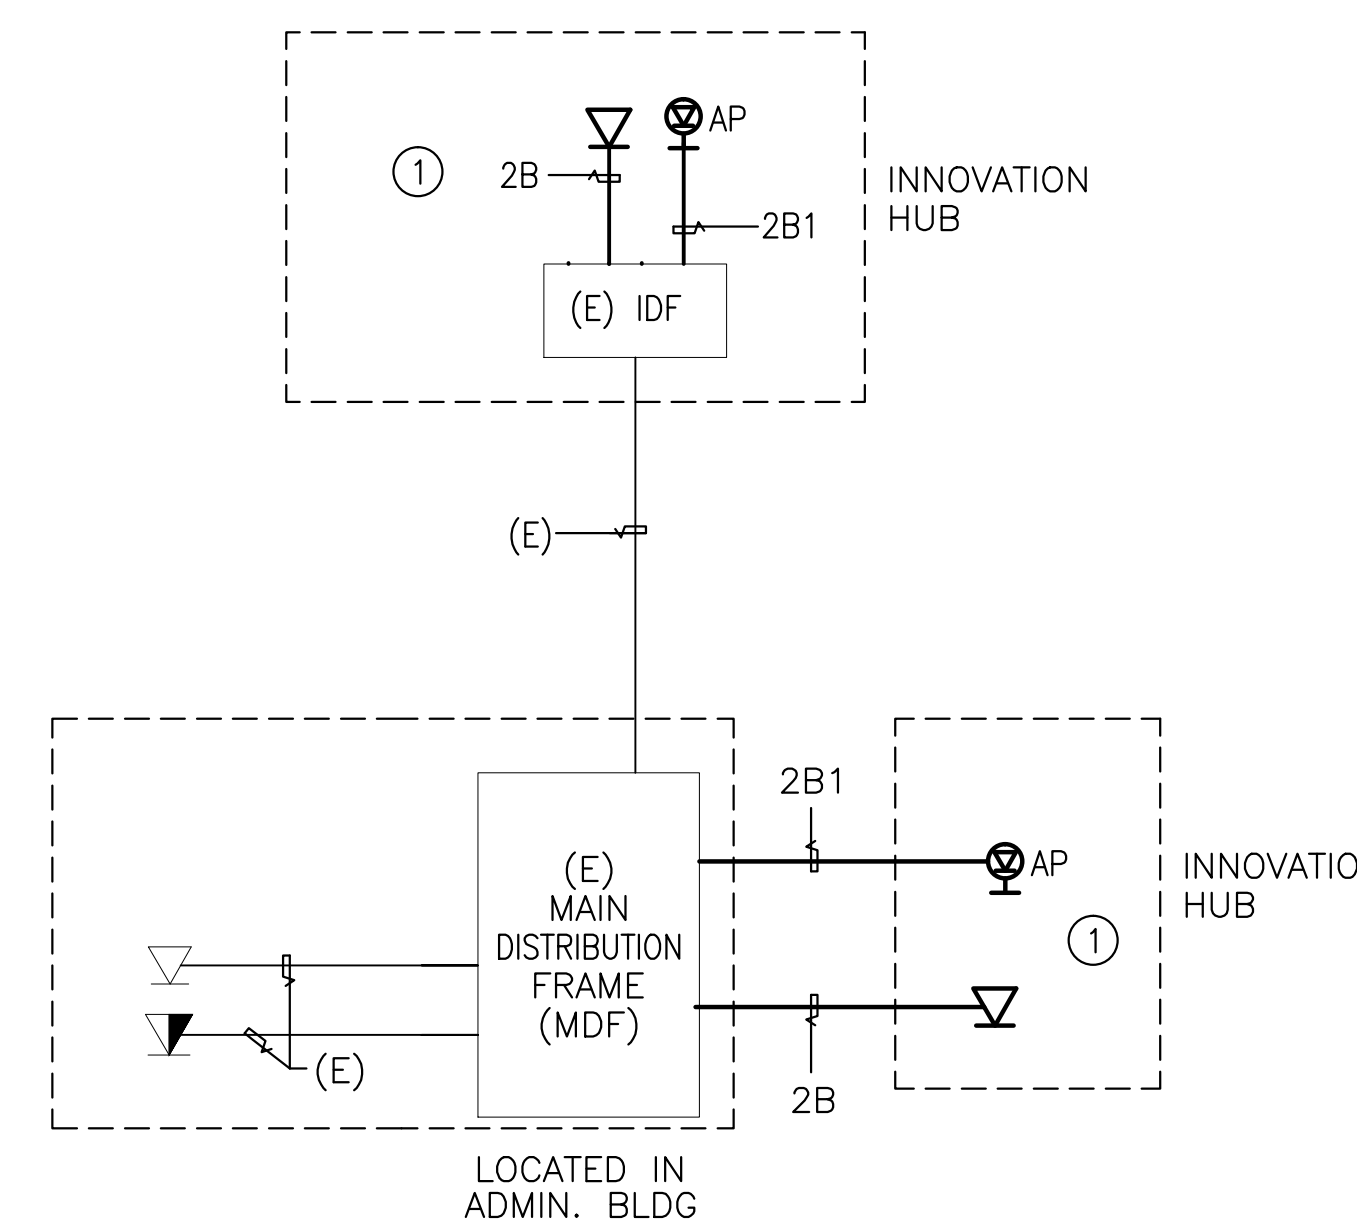 AP
1
2B
INNOVATION
HUB
2B1
(E) IDF
(E)
2B1
(E)
MAIN
DISTRIBUTION
FRAME
(MDF)
AP
INNOVATIO
HUB
1
(E)
2B
LOCATED IN
ADMIN. BLDG